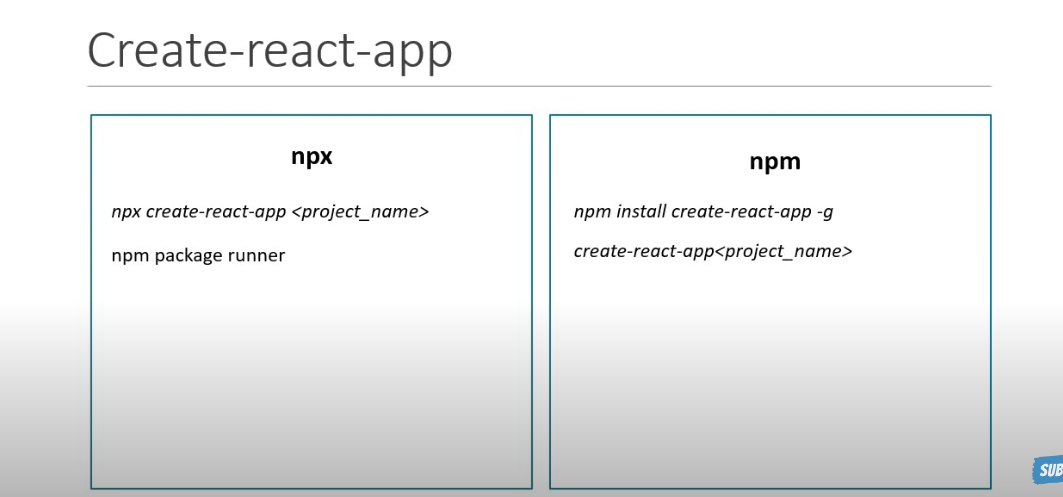 Create-react-app
npx
npx create-react-app <project_name>
npm package runner
npm
npm install create-react-app -g
create-react-app<project_name>
SUB